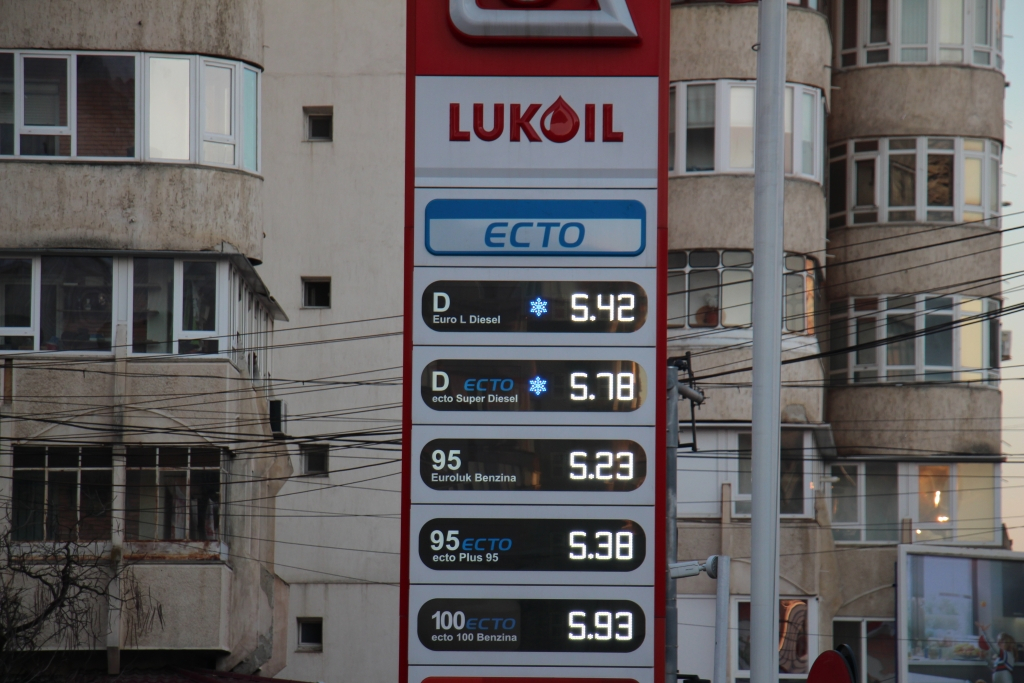 LUKOIL
ECTO
D
Euro L Diesel
5.42
D ECTO
ecto Super Diesel
5.78
95
Euroluk Benzina
5.23
95 ECTO
ecto Plus 95
5.38
100 ECTO
ecto 100 Benzina
5.93